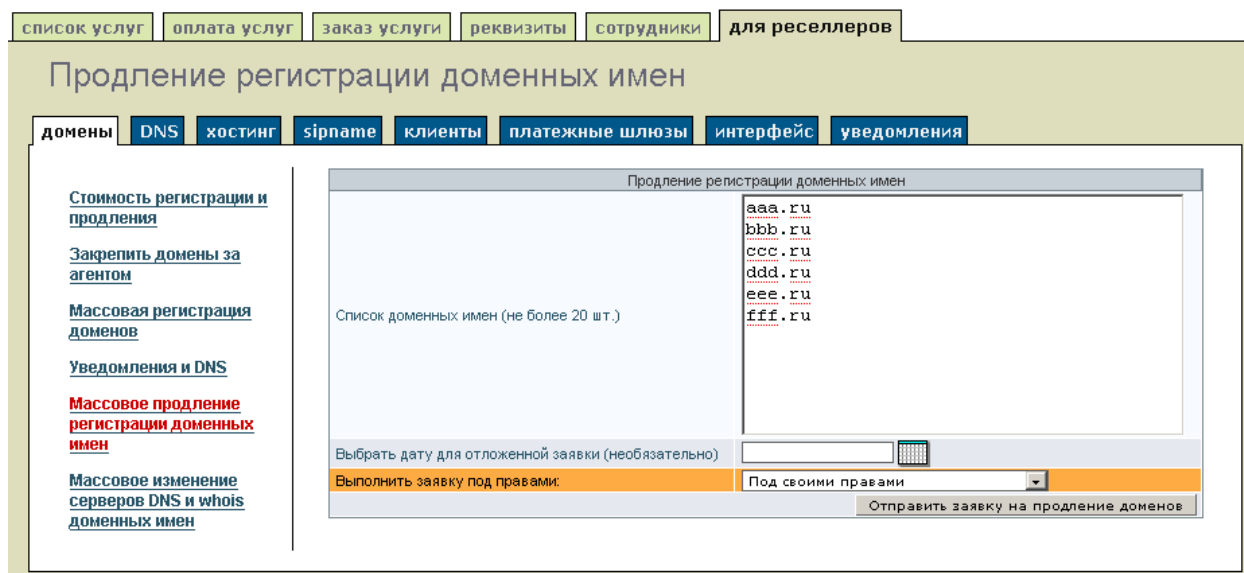 список услуг оплата услуг заказ услуги реквизиты сотрудники для реселлеров
Продление регистрации доменных имен
домены DNS хостинг sipname клиенты платежные шлюзы интерфейс уведомления
Стоимость регистрации и
продления
Закрепить домены за
агентом
Массовая регистрация
доменов
Уведомления и DNS
Массовое продление
регистрации доменных
имен
Массовое изменение
серверов DNS и whois
доменных имен
Продление регистрации доменных имен
Список доменных имен (не более 20 шт.)
aaa.ru
bbb.ru
ccc.ru
ddd.ru
eee.ru
fff.ru
Выбрать дату для отложенной заявки (необязательно)
Выполнить заявку под правами: Под своими правами
Отправить заявку на продление доменов